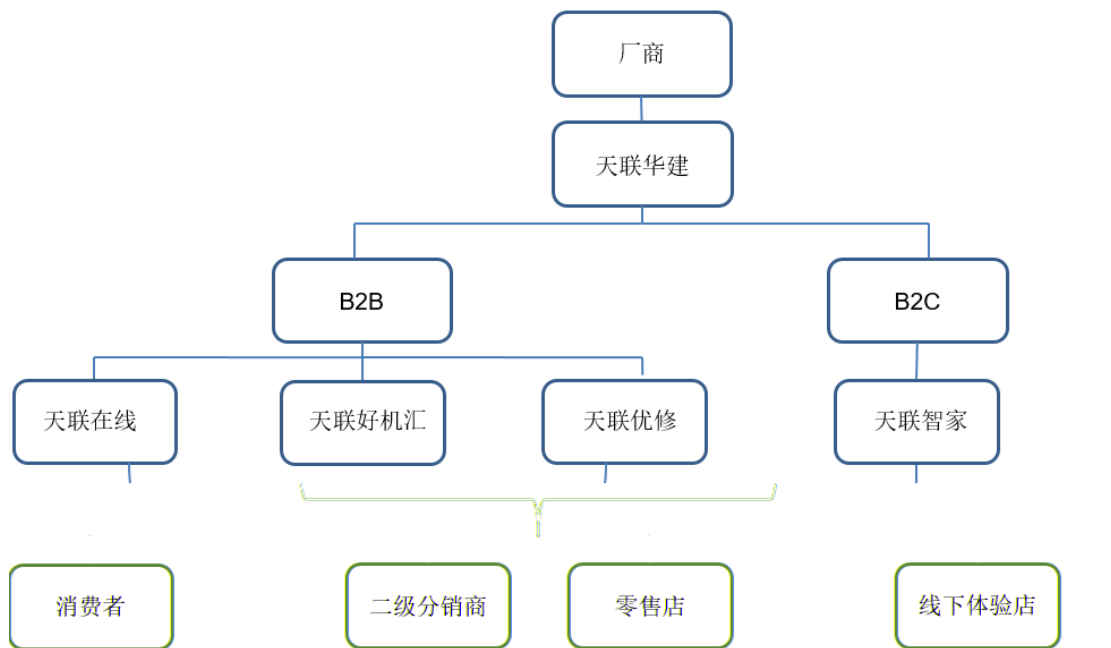 厂商
天联华建
B2B
B2C
天联在线
天联好机汇
天联优修
天联智家
消费者
二级分销商
零售店
线下体验店